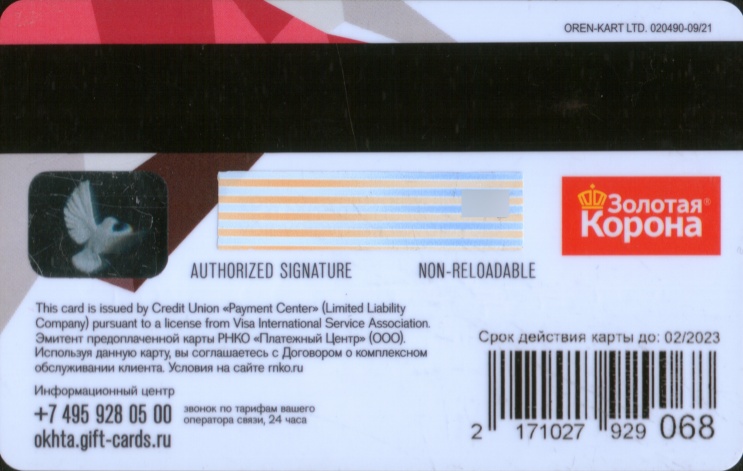 OREN-KART LTD. 020490-09/21
Золотая®
Корона
AUTHORIZED SIGNATURE NON-RELOADABLE
This card is issued by Credit Union «Payment Center» (Limited Liability
Company) pursuant to a license from Visa International Service Association.
Эмитент предоплаченной карты РНКО «Платежный Центр» (ООО).
Используя данную карту, вы соглашаетесь с Договором о комплексном
обслуживании клиента. Условия на сайте rnko.ru
Срок действия карты до: 02/2023
Информационный центр
+7 495 928 05 00 звонок по тарифам вашего
оператора связи, 24 часа
okhta.gift-cards.ru
2 171027 929 068